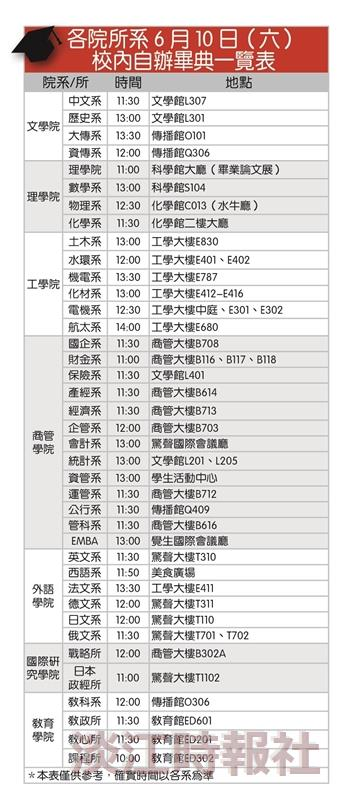 各院所系6月10日（六）
校內自辦畢典一覽表
院系/所 時間 地點
文學院
中文系 11:30 文學館L307
歷史系 13:00 文學館L301
大傳系 13:30 傳播館O101
資傳系 12:00 傳播館Q306
理學院
理學院 11:00 科學館大廳（畢業論文展）
數學系 13:00 科學館S104
物理系 12:30 化學館C013（水牛廳）
化學系 11:30 化學館二樓大廳
工學院
土木系 13:00 工學大樓E830
水環系 12:00 工學大樓E401、E402
機電系 13:30 工學大樓E787
化材系 13:00 工學大樓E412-E416
電機系 12:30 工學大樓中庭、E301、E302
航太系 14:00 工學大樓E680
商管
學院
國企系 11:30 商管大樓B708
財金系 11:00 商管大樓B116、B117、B118
保險系 11:30 文學館L401
產經系 11:30 商管大樓B614
經濟系 11:30 商管大樓B713
企管系 12:00 商管大樓B703
會計系 13:00 驚聲國際會議廳
統計系 13:00 文學館L201、L205
資管系 13:00 學生活動中心
運管系 11:30 商管大樓B712
公行系 11:30 傳播館Q409
管科系 11:30 商管大樓B616
EMBA 13:00 覺生國際會議廳
外語
學院
英文系 11:30 驚聲大樓T310
西語系 11:50 美食廣場
法文系 13:30 工學大樓E411
德文系 12:00 驚聲大樓T311
日文系 12:00 驚聲大樓T110
俄文系 11:30 驚聲大樓T701、T702
國際研
究學院
戰略所 12:00 商管大樓B302A
日本
政經所 11:00 驚聲大樓T1102
教育
學院
教科系 12:00 傳播館O306
教政所 11:30 教育館ED601
教心所 11:30 教育館ED201
課程所 10:00 教育館ED302
＊本表僅供參考，確實時間以各系為準
淡江時報社